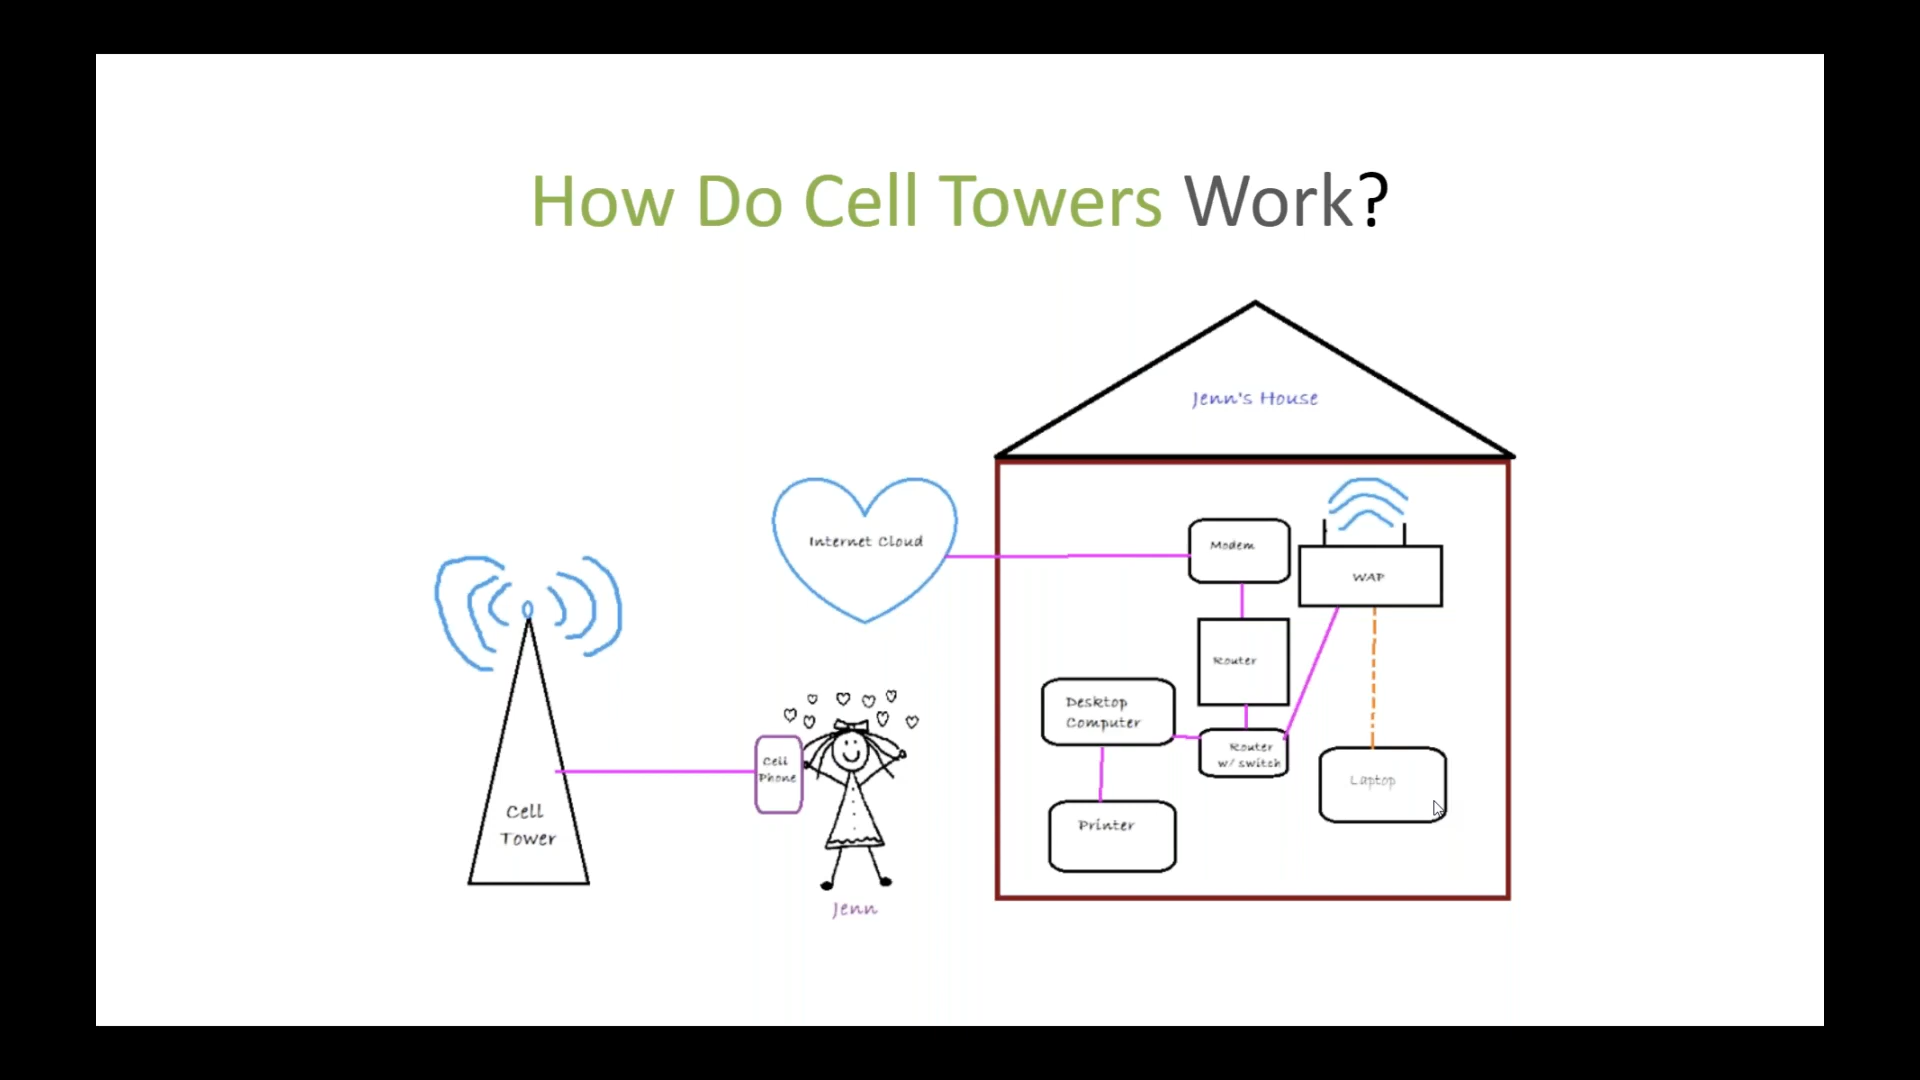 How Do Cell Towers Work?
Jenn's House
Internet Cloud
Modem
WAP
Router
Desktop
Computer
Router
w/ switch
Cell
Phone
Laptop
Cell
Tower
Printer
Jenn